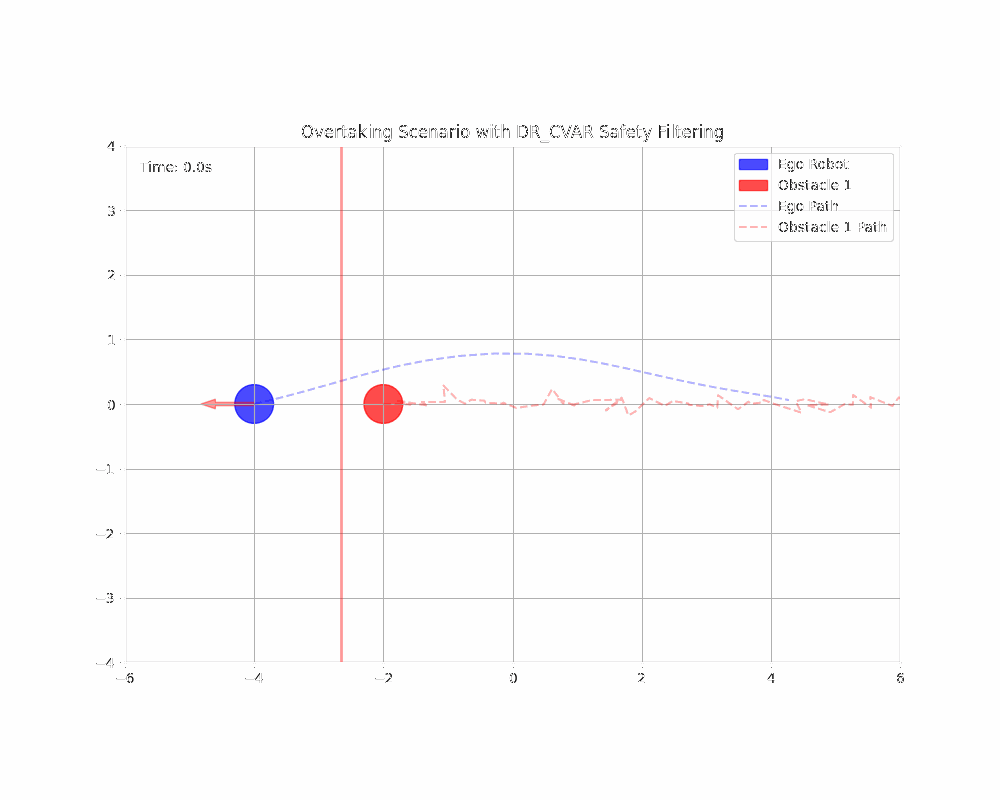 Overtaking Scenario with DR_CVAR Safety Filtering
Time: 0.0s
Ego Robot
Obstacle 1
Ego Path
Obstacle 1 Path
4
3
2
1
0
−1
−2
−3
−4
−6
−4
−2
0
2
4
6